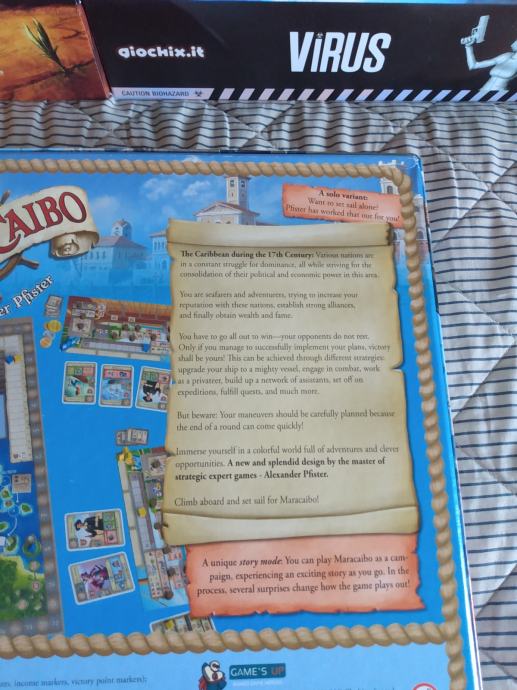 giochix.it
VİRUS
CAUTION BIOHAZARD
CAIBO
Pfister
A solo variant:
Want to set sail alone?
Pfister has worked that out for you!
The Caribbean during the 17th Century: Various nations are
in a constant struggle for dominance, all while striving for the
consolidation of their political and economic power in this area.
You are seafarers and adventurers, trying to increase your
reputation with these nations, establish strong alliances,
and finally obtain wealth and fame.
You have to go all out to win—your opponents do not rest.
Only if you manage to successfully implement your plans, victory
shall be yours! This can be achieved through different strategies:
upgrade your ship to a mighty vessel, engage in combat, work
as a privateer, build up a network of assistants, set off on
expeditions, fulfill quests, and much more.
But beware: Your maneuvers should be carefully planned because
the end of a round can come quickly!
Immerse yourself in a colorful world full of adventures and clever
opportunities. A new and splendid design by the master of
strategic expert games - Alexander Pfister.
Climb aboard and set sail for Maracaibo!
A unique story mode: You can play Maracaibo as a cam-
paign, experiencing an exciting story as you go. In the
process, several surprises change how the game plays out!
income markers, victory point markers);
GAME'S UP